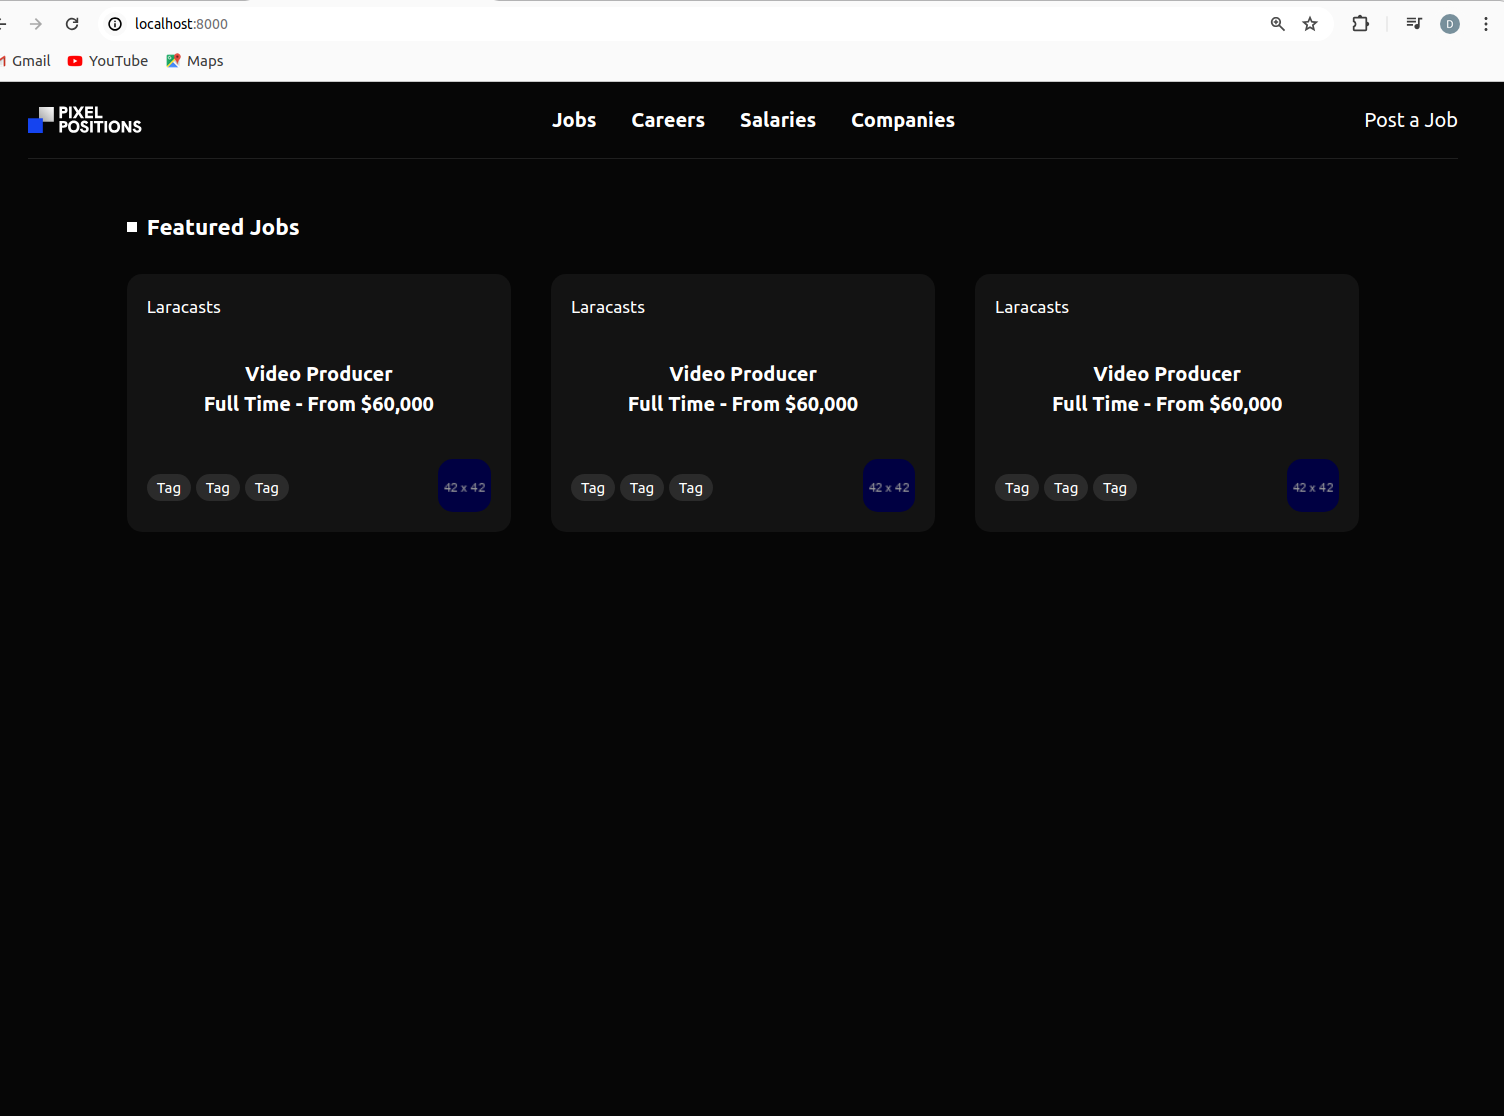 localhost:8000
D
Gmail YouTube Maps
PIXEL
POSITIONS
Jobs Careers Salaries Companies
Post a Job
Featured Jobs
Laracasts
Video Producer
Full Time - From $60,000
Tag Tag Tag
42 x 42
Laracasts
Video Producer
Full Time - From $60,000
Tag Tag Tag
42 x 42
Laracasts
Video Producer
Full Time - From $60,000
Tag Tag Tag
42 x 42